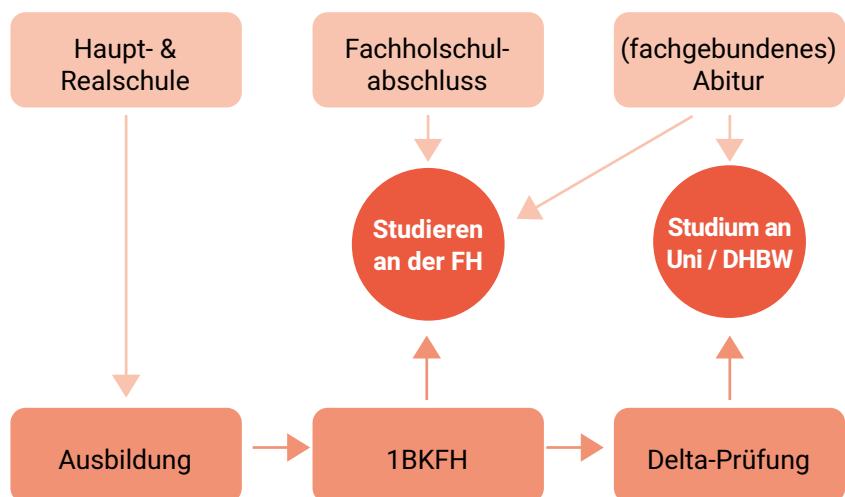 Haupt- &
Realschule
Fachholschul-
abschluss
(fachgebundenes)
Abitur
Studieren
an der FH
Studium an
Uni / DHBW
Ausbildung
1BKFH
Delta-Prüfung